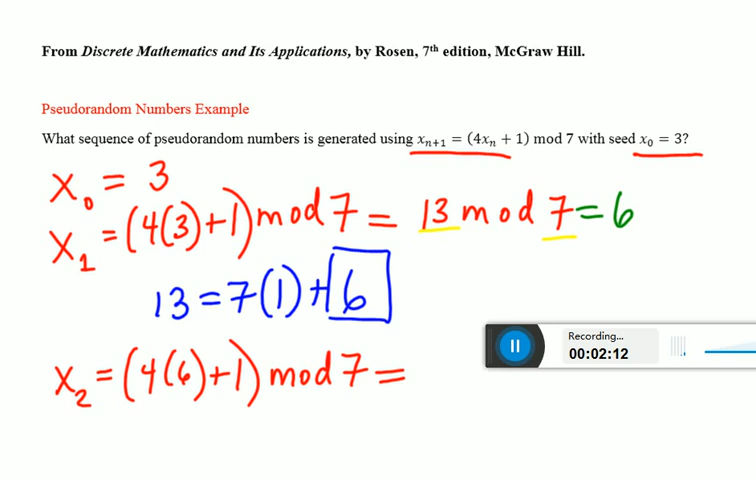 From Discrete Mathematics and Its Applications, by Rosen, 7th edition, McGraw Hill.
Pseudorandom Numbers Example
What sequence of pseudorandom numbers is generated using xₙ₊₁ = (4xₙ + 1) mod 7 with seed x₀ = 3?
X₀ = 3
X₁ = (4(3)+1) mod 7 = 13 mod 7 = 6
13 = 7(1) + 6
Recording...
00:02:12
X₂ = (4(6)+1) mod 7 =